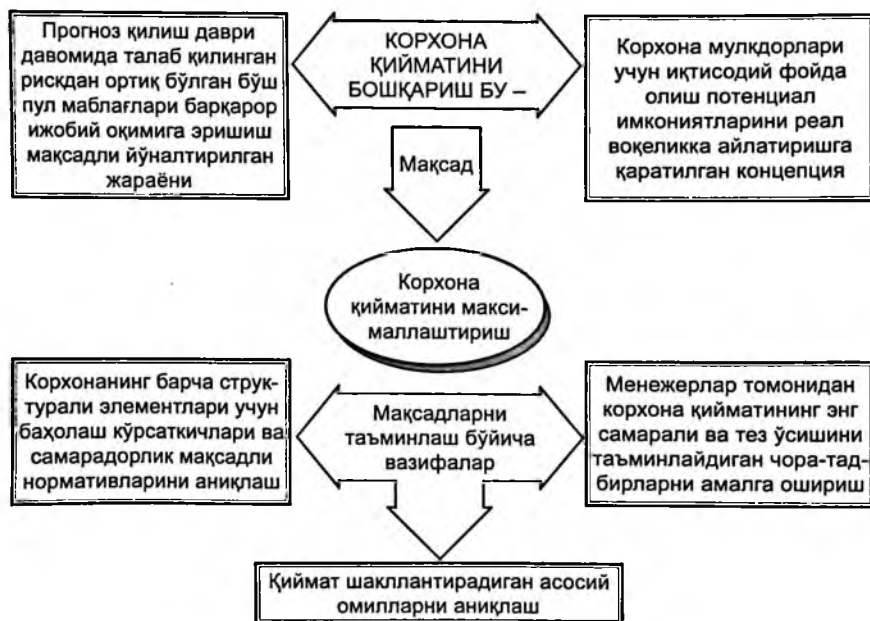 Прогноз қилиш даври
давомида талаб қилинган
рискдан ортиқ бўлган бўш
пул маблағлари барқарор
ижобий оқимига эришиш
мақсадли йўналтирилган
жараёни
КОРХОНА
ҚИЙМАТИНИ
БОШҚАРИШ БУ –
Корхона мулкдорлари
учун иқтисодий фойда
олиш потенциал
имкониятларини реал
воқеликка айлатиришга
қаратилган концепция
Мақсад
Корхона
қийматини макси-
маллаштириш
Корхонанинг барча струк-
турали элементлари учун
баҳолаш кўрсаткичлари ва
самарадорлик мақсадли
нормативларини аниқлаш
Мақсадларни
таъминлаш бўйича
вазифалар
Менежерлар томонидан
корхона қийматининг энг
самарали ва тез ўсишини
таъминлайдиган чора-тад-
бирларни амалга ошириш
Қиймат шакллантирадиган асосий
омилларни аниқлаш